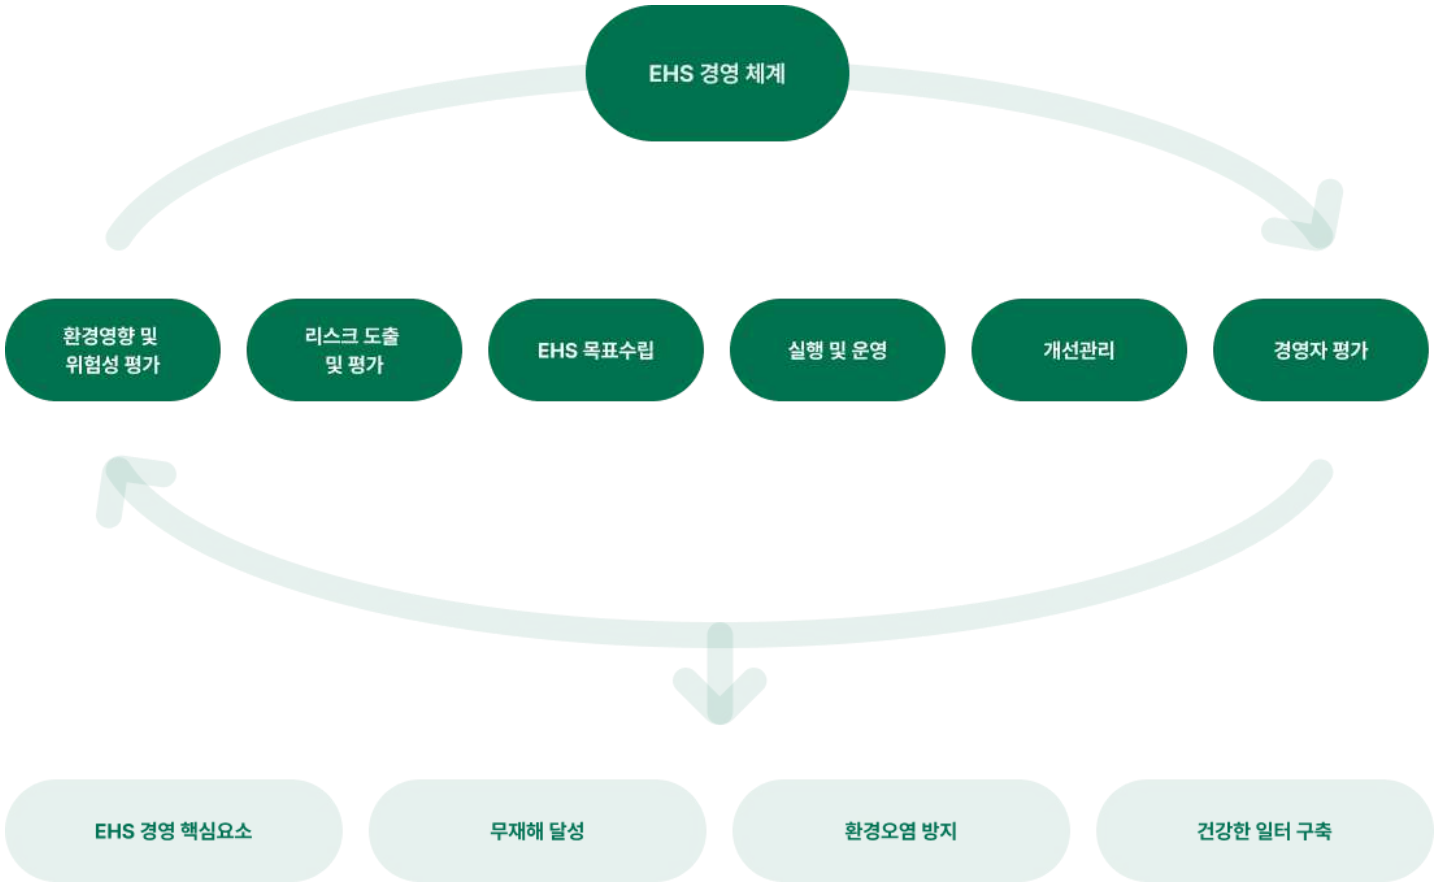 EHS 경영 체계
환경영향 및
위험성 평가
리스크 도출
및 평가
EHS 목표수립
실행 및 운영
개선관리
경영자 평가
EHS 경영 핵심요소
무재해 달성
환경오염 방지
건강한 일터 구축